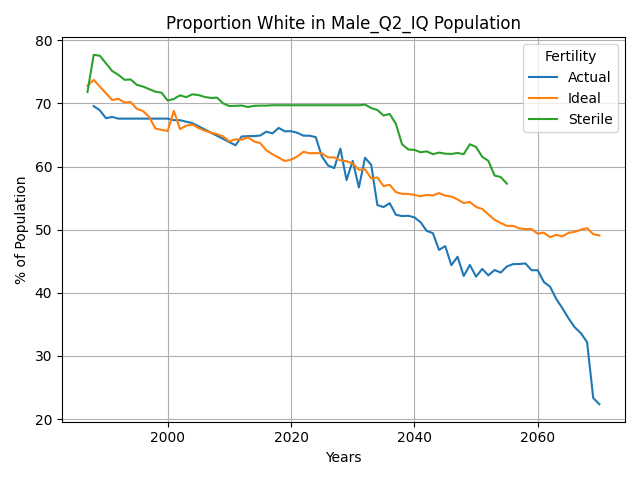 Proportion White in Male_Q2_IQ Population
80
70
60
50
40
30
20
% of Population
2000
2020
2040
2060
Years
Fertility
Actual
Ideal
Sterile